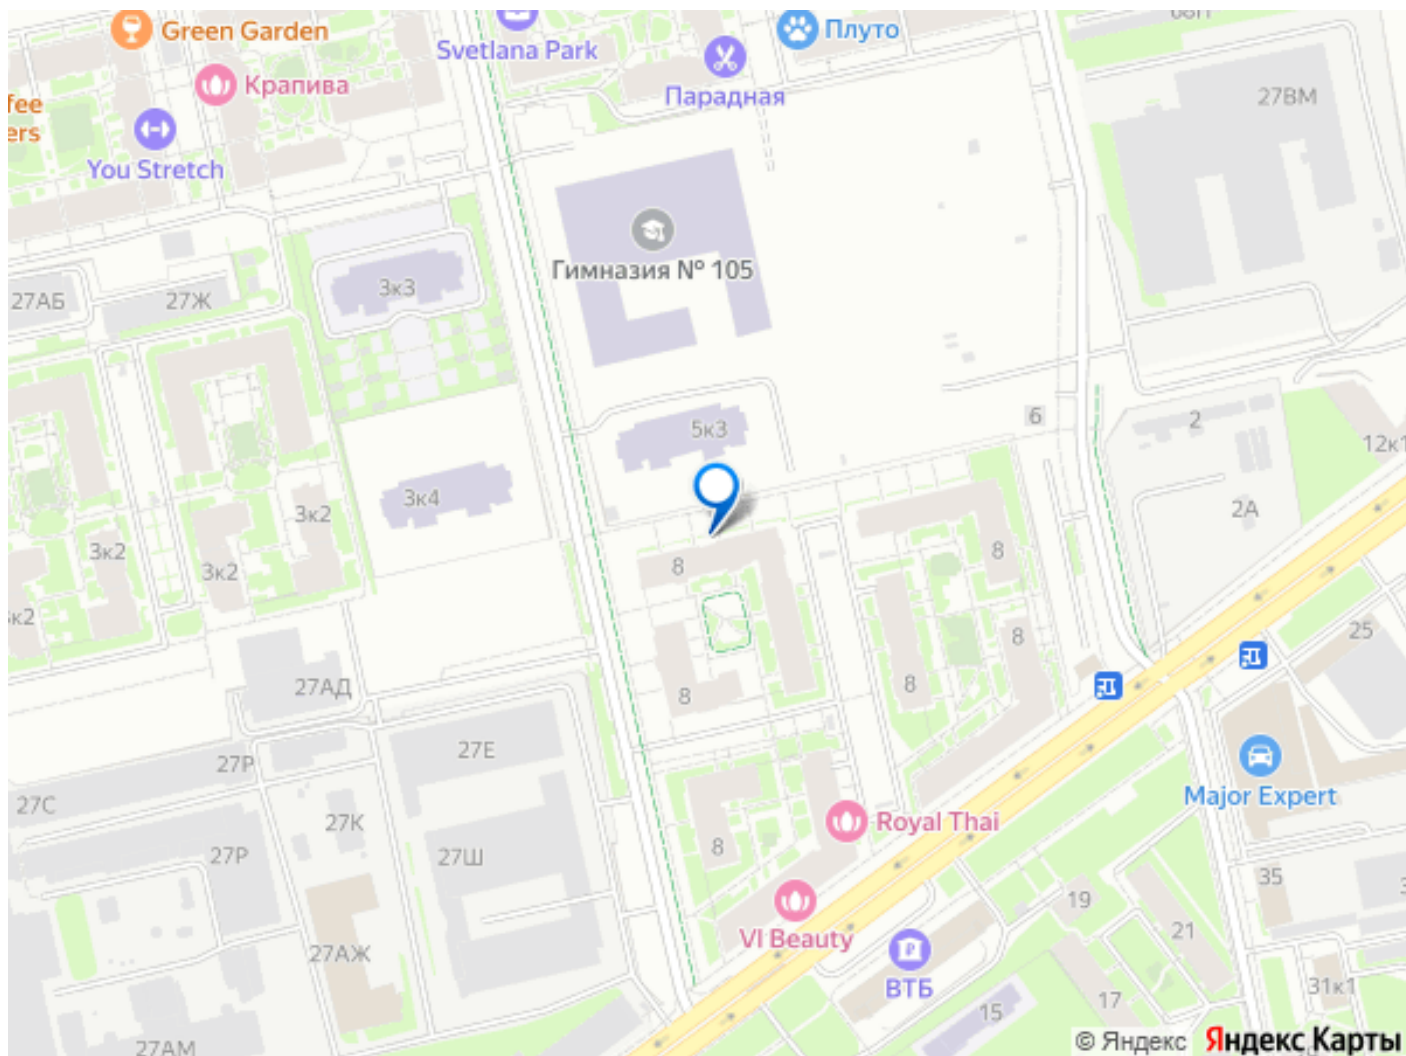 Green Garden
Svetlana Park
Плуто
Крапива
Парадная
27ВМ
fee
ers
You Stretch
Гимназия № 105
3к3
27АБ
27Ж
5к3
6
2
12к1
3к4
3к2
2А
3к2
3к2
8
8
к2
8
25
27АД
8
8
27Е
27Р
Major Expert
27С
27К
Royal Thai
27Р
27Ш
8
35
19
VI Beauty
21
27АЖ
ВТБ
31к1
17
15
27АМ
© Яндекс
Яндекс Карты